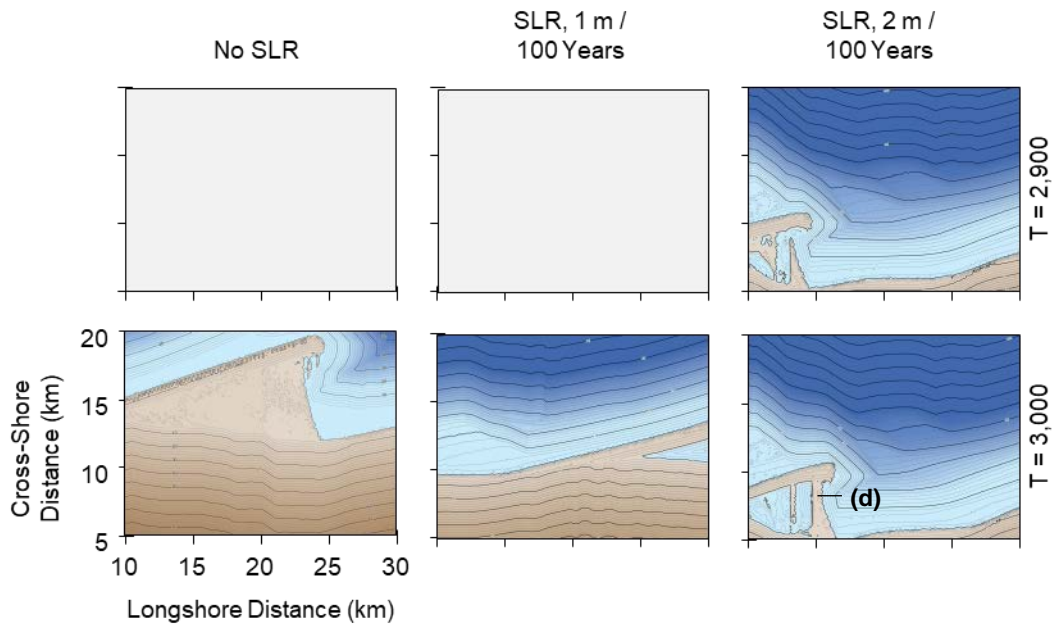 No SLR
SLR, 1 m /
100 Years
SLR, 2 m /
100 Years
T = 2,900
20
15
10
5
Cross-Shore
Distance (km)
(d)
T = 3,000
10
15
20
25
30
Longshore Distance (km)